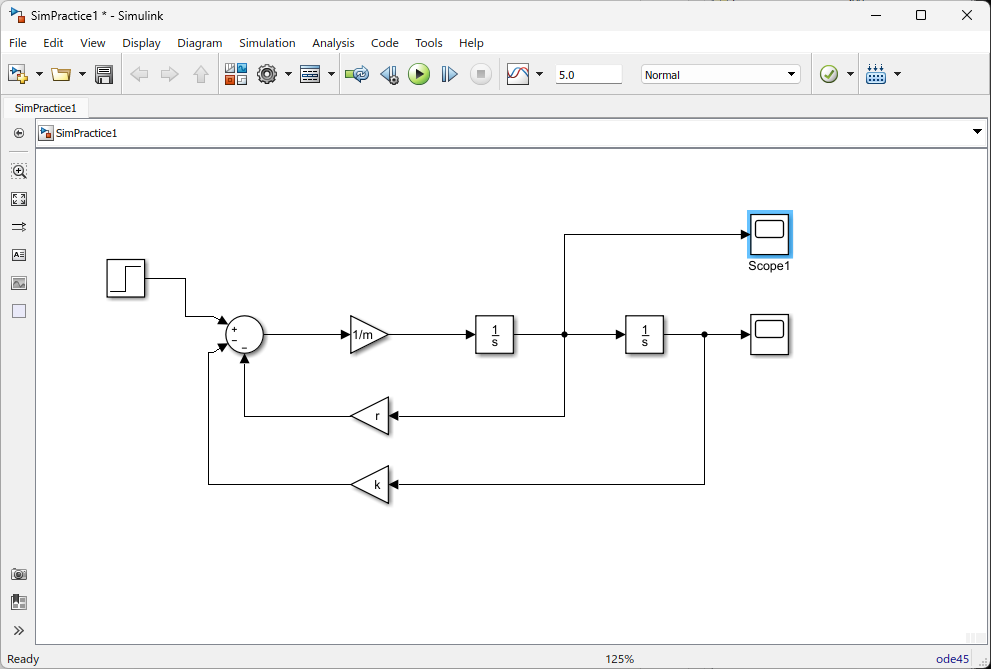 SimPractice1 * - Simulink
File Edit View Display Diagram Simulation Analysis Code Tools Help
5.0 Normal
SimPractice1
SimPractice1
Scope1
+
−
−
1/m
1
s
1
s
r
k
Ready 125% ode45